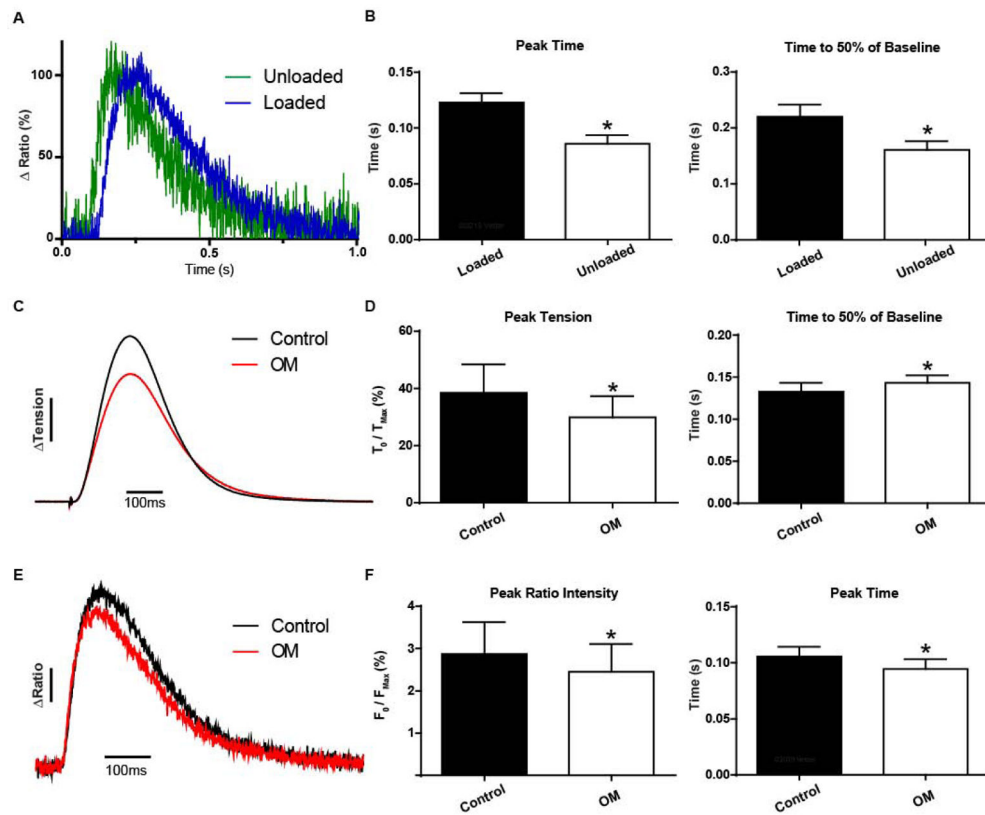 A
Δ Ratio (%)
100
50
0
Unloaded
Loaded
0.0
0.5
1.0
Time (s)
B
Peak Time
Time (s)
0.15
0.10
0.05
0.00
Loaded
Unloaded
*
Time to 50% of Baseline
Time (s)
0.3
0.2
0.1
0.0
Loaded
Unloaded
*
C
ΔTension
Control
OM
100ms
D
Peak Tension
T0 / TMax (%)
60
40
20
0
Control
OM
*
Time to 50% of Baseline
Time (s)
0.20
0.15
0.10
0.05
0.00
Control
OM
*
E
ΔRatio
Control
OM
100ms
F
Peak Ratio Intensity
F0 / FMax (%)
4
3
2
1
Control
OM
*
Peak Time
Time (s)
0.15
0.10
0.05
0.00
Control
OM
*